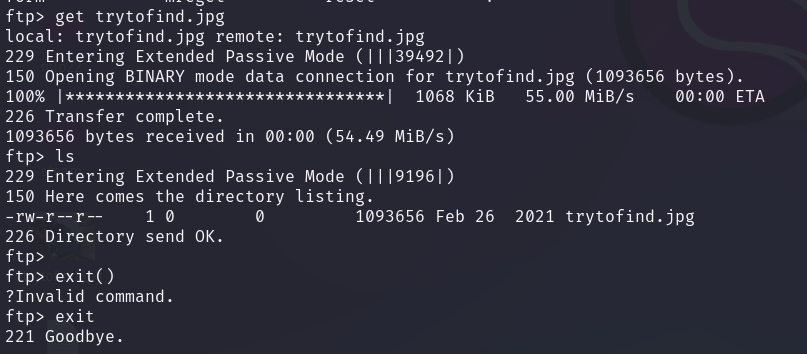 ftp> get trytofind.jpg
local: trytofind.jpg remote: trytofind.jpg
229 Entering Extended Passive Mode (|||39492|)
150 Opening BINARY mode data connection for trytofind.jpg (1093656 bytes).
100% |********************************| 1068 KiB 55.00 MiB/s 00:00 ETA
226 Transfer complete.
1093656 bytes received in 00:00 (54.49 MiB/s)
ftp> ls
229 Entering Extended Passive Mode (|||9196|)
150 Here comes the directory listing.
-rw-r--r-- 1 0 0 1093656 Feb 26 2021 trytofind.jpg
226 Directory send OK.
ftp>
ftp> exit()
?Invalid command.
ftp> exit
221 Goodbye.